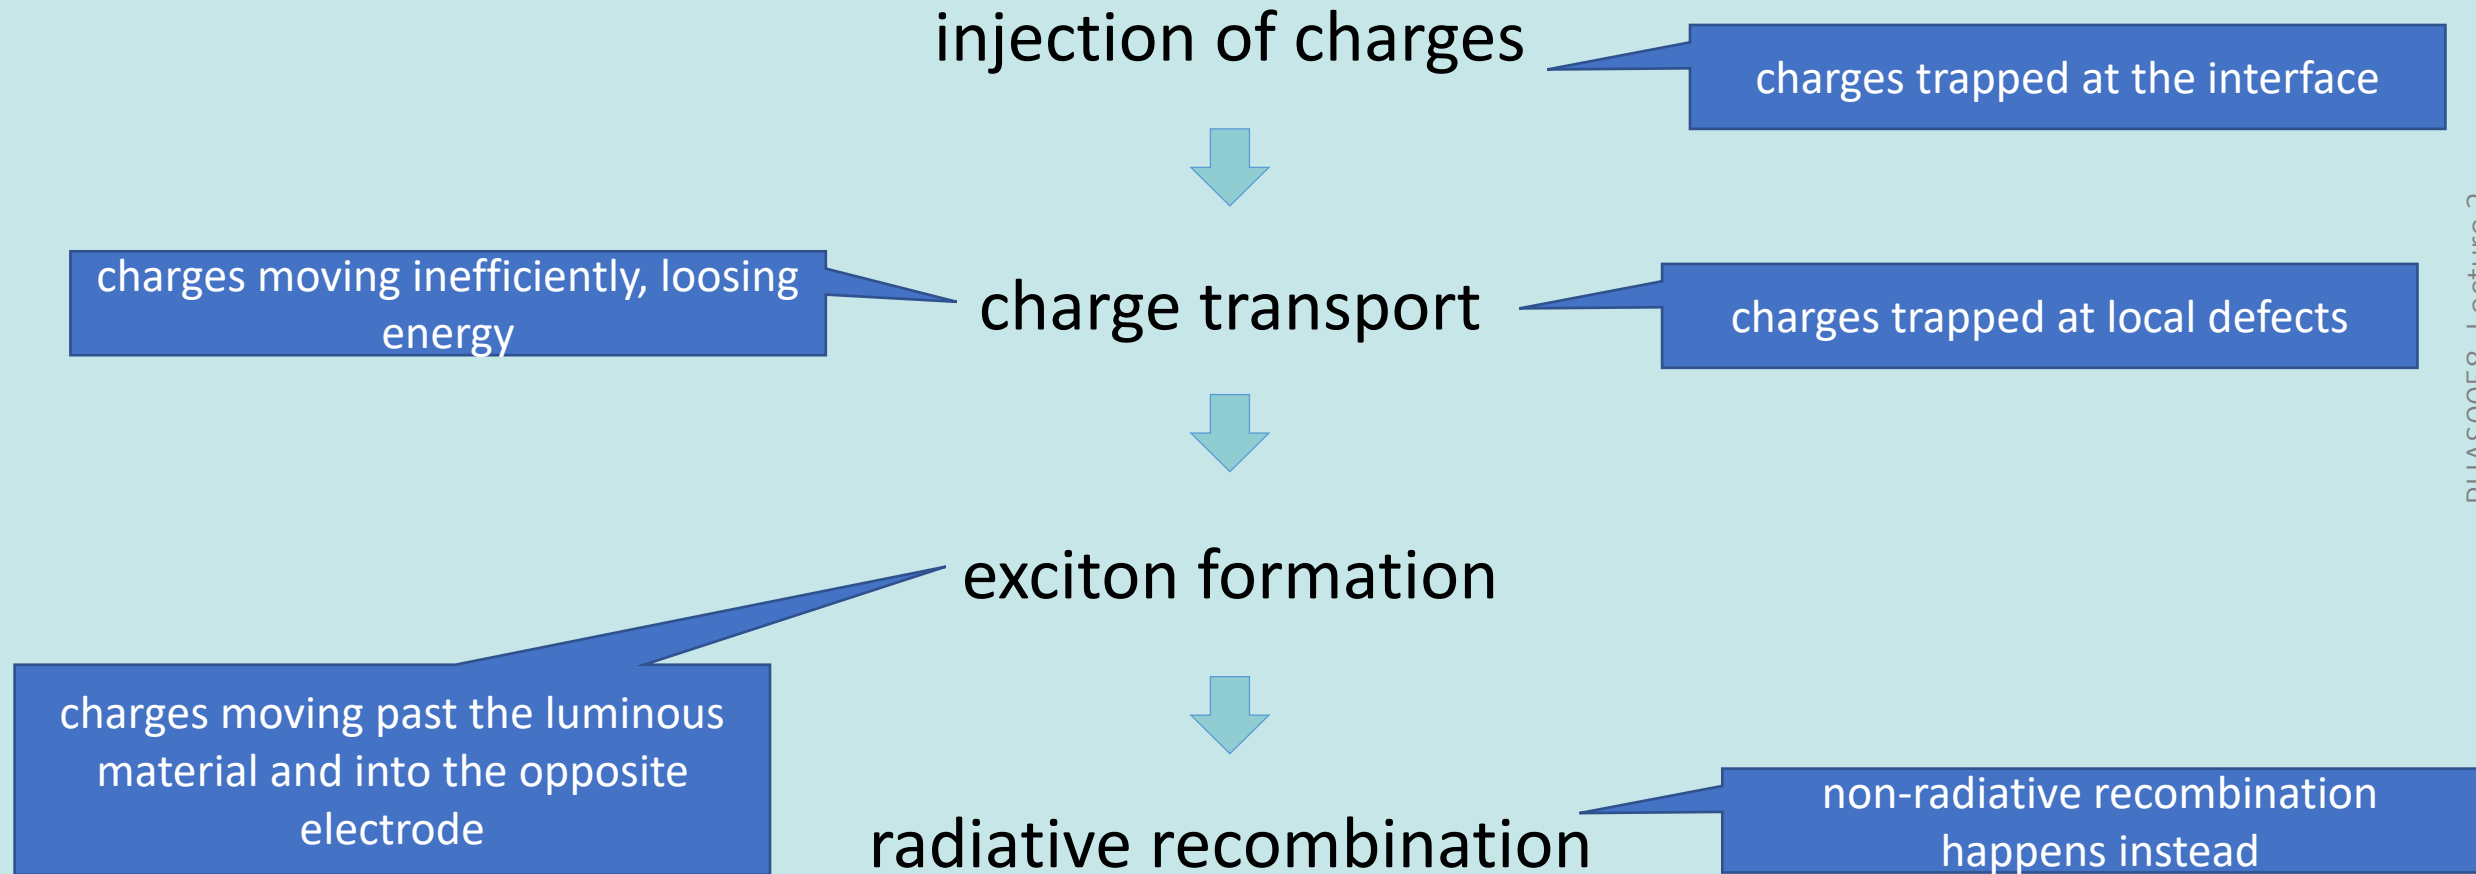 injection of charges
charges trapped at the interface
charges moving inefficiently, loosing
energy
charge transport
charges trapped at local defects
exciton formation
charges moving past the luminous
material and into the opposite
electrode
radiative recombination
non-radiative recombination
happens instead